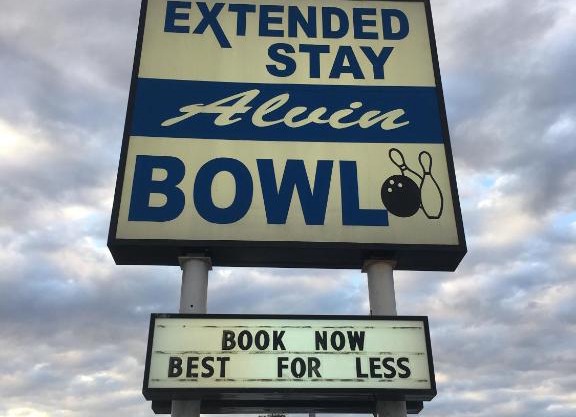 EXTENDED
STAY
Alvin
BOWL
BOOK NOW
BEST FOR LESS